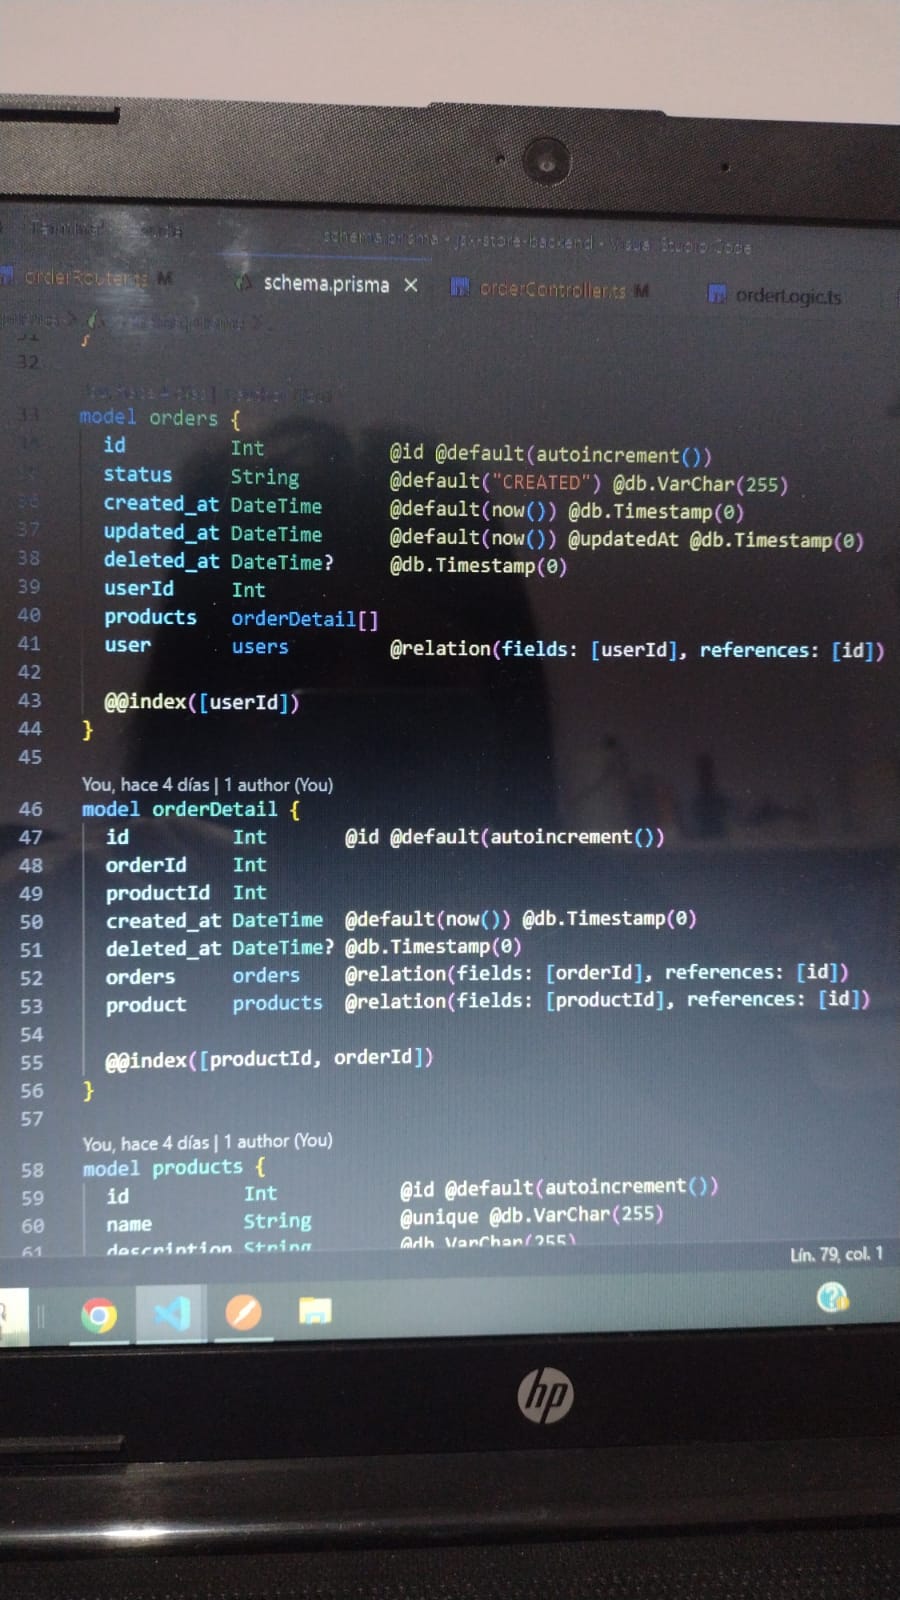 schema.prisma - jsx-store-backend - Visual Studio Code
orderRouter.ts M schema.prisma × orderController.ts M orderLogic.ts
31
32
33 model orders {
id Int @id @default(autoincrement())
status String @default("CREATED") @db.VarChar(255)
36 created_at DateTime @default(now()) @db.Timestamp(0)
37 updated_at DateTime @default(now()) @updatedAt @db.Timestamp(0)
38 deleted_at DateTime? @db.Timestamp(0)
39 userId Int
40 products orderDetail[]
41 user users @relation(fields: [userId], references: [id])
42
43 @@index([userId])
44 }
45
You, hace 4 días | 1 author (You)
46 model orderDetail {
47 id Int @id @default(autoincrement())
48 orderId Int
49 productId Int
50 created_at DateTime @default(now()) @db.Timestamp(0)
51 deleted_at DateTime? @db.Timestamp(0)
52 orders orders @relation(fields: [orderId], references: [id])
53 product products @relation(fields: [productId], references: [id])
54
55 @@index([productId, orderId])
56 }
57
You, hace 4 días | 1 author (You)
58 model products {
59 id Int @id @default(autoincrement())
60 name String @unique @db.VarChar(255)
61 description String @db.VarChar(255)
Lín. 79, col. 1
hp